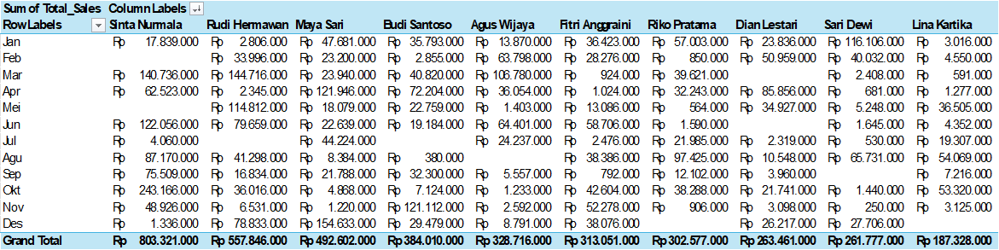 Sum of Total_Sales Column Labels
Row Labels Sinta Nurmala Rudi Hermawan Maya Sari Budi Santoso Agus Wijaya Fitri Anggraini Riko Pratama Dian Lestari Sari Dewi Lina Kartika
Jan Rp 17.839.000 Rp 2.806.000 Rp 47.681.000 Rp 35.793.000 Rp 13.870.000 Rp 36.423.000 Rp 57.003.000 Rp 23.836.000 Rp 116.106.000 Rp 3.016.000
Feb Rp 33.996.000 Rp 23.200.000 Rp 2.855.000 Rp 63.798.000 Rp 28.276.000 Rp 850.000 Rp 50.959.000 Rp 40.032.000 Rp 4.550.000
Mar Rp 140.736.000 Rp 144.716.000 Rp 23.940.000 Rp 40.820.000 Rp 106.780.000 Rp 924.000 Rp 39.621.000 Rp 2.408.000 Rp 591.000
Apr Rp 62.523.000 Rp 2.345.000 Rp 121.946.000 Rp 72.204.000 Rp 36.054.000 Rp 1.024.000 Rp 32.243.000 Rp 85.856.000 Rp 681.000 Rp 1.277.000
Mei Rp 114.812.000 Rp 18.079.000 Rp 22.759.000 Rp 1.403.000 Rp 13.086.000 Rp 564.000 Rp 34.927.000 Rp 5.248.000 Rp 36.505.000
Jun Rp 122.056.000 Rp 79.659.000 Rp 22.639.000 Rp 19.184.000 Rp 64.401.000 Rp 58.706.000 Rp 1.590.000 Rp 1.645.000 Rp 4.352.000
Jul Rp 4.060.000 Rp 44.224.000 Rp 24.237.000 Rp 2.476.000 Rp 21.985.000 Rp 2.319.000 Rp 530.000 Rp 19.307.000
Agu Rp 87.170.000 Rp 41.298.000 Rp 8.384.000 Rp 380.000 Rp 38.386.000 Rp 97.425.000 Rp 10.548.000 Rp 65.731.000 Rp 54.069.000
Sep Rp 75.509.000 Rp 16.834.000 Rp 21.788.000 Rp 32.300.000 Rp 5.557.000 Rp 792.000 Rp 12.102.000 Rp 3.960.000 Rp 7.216.000
Okt Rp 243.166.000 Rp 36.016.000 Rp 4.868.000 Rp 7.124.000 Rp 1.233.000 Rp 42.604.000 Rp 38.288.000 Rp 21.741.000 Rp 1.440.000 Rp 53.320.000
Nov Rp 48.926.000 Rp 6.531.000 Rp 1.220.000 Rp 121.112.000 Rp 2.592.000 Rp 52.278.000 Rp 906.000 Rp 3.098.000 Rp 250.000 Rp 3.125.000
Des Rp 1.336.000 Rp 78.833.000 Rp 154.633.000 Rp 29.479.000 Rp 8.791.000 Rp 38.076.000 Rp 26.217.000 Rp 27.706.000
Grand Total Rp 803.321.000 Rp 557.846.000 Rp 492.602.000 Rp 384.010.000 Rp 328.716.000 Rp 313.051.000 Rp 302.577.000 Rp 263.461.000 Rp 261.777.000 Rp 187.328.000